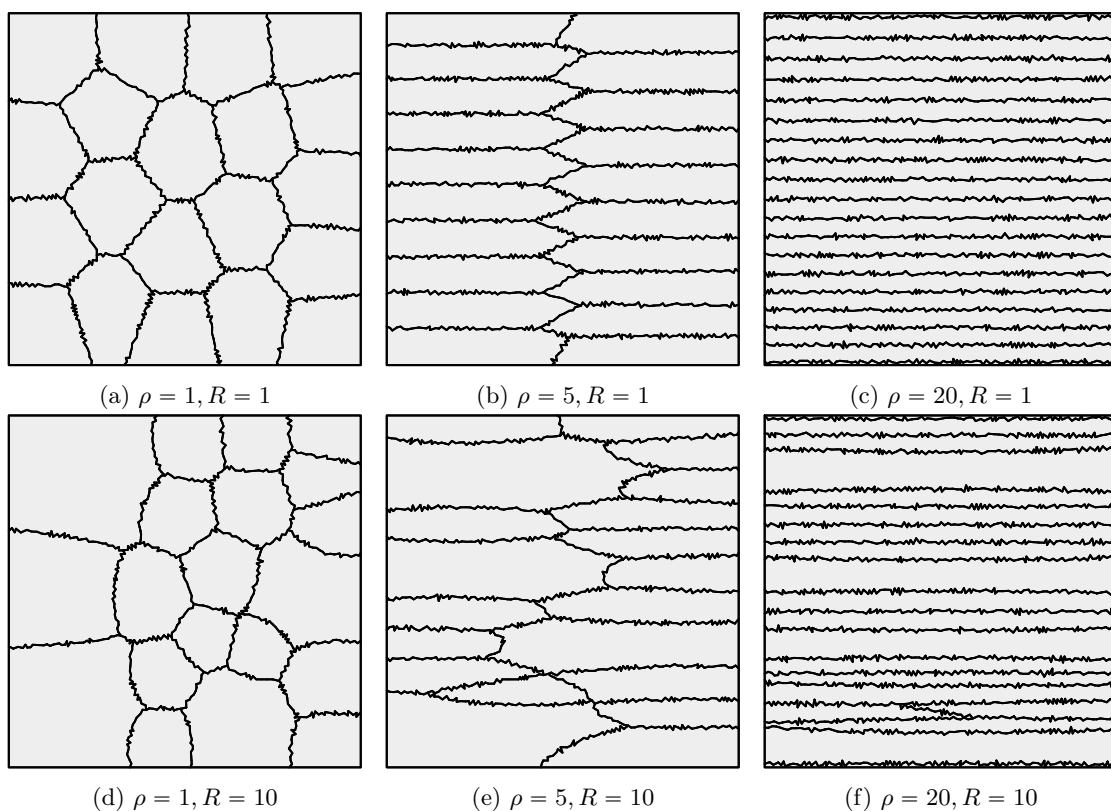 (a) ρ = 1, R = 1
(b) ρ = 5, R = 1
(c) ρ = 20, R = 1
(d) ρ = 1, R = 10
(e) ρ = 5, R = 10
(f) ρ = 20, R = 10